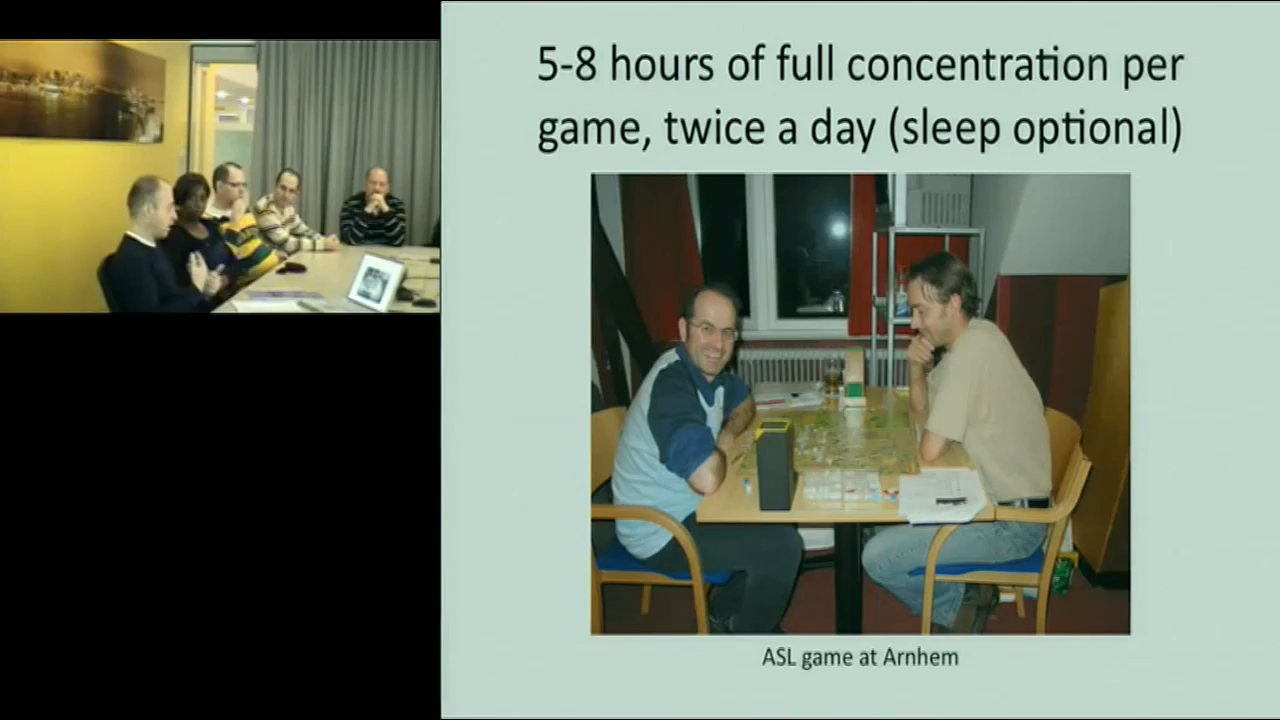 5-8 hours of full concentration per
game, twice a day (sleep optional)
ASL game at Arnhem